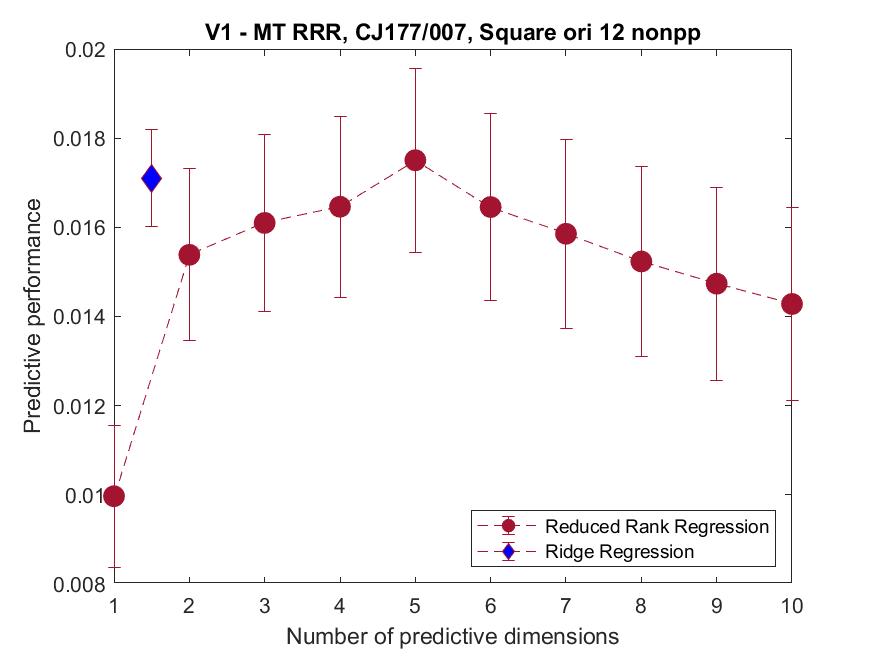 V1 - MT RRR, CJ177/007, Square ori 12 nonpp
Predictive performance
0.02
0.018
0.016
0.014
0.012
0.01
0.008
1 2 3 4 5 6 7 8 9 10
Number of predictive dimensions
Reduced Rank Regression
Ridge Regression